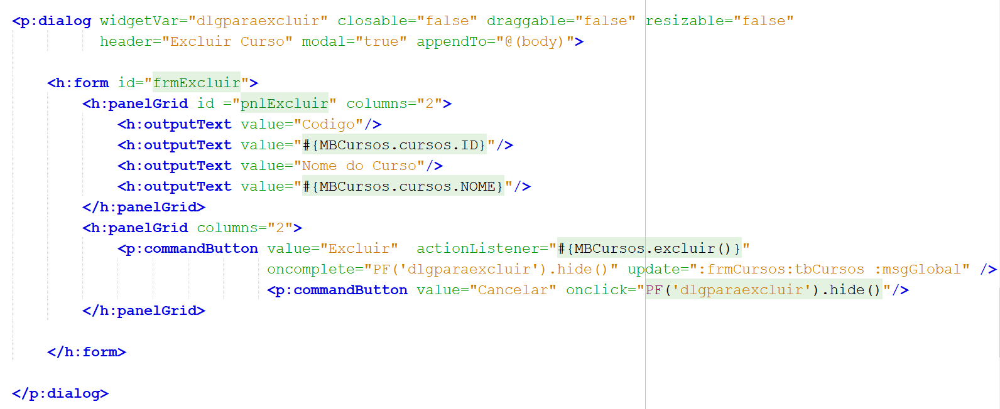 <p:dialog widgetVar="dlgparaexcluir" closable="false" draggable="false" resizable="false"
header="Excluir Curso" modal="true" appendTo="@(body)">
<h:form id="frmExcluir">
<h:panelGrid id ="pnlExcluir" columns="2">
<h:outputText value="Codigo"/>
<h:outputText value="#{MBCursos.cursos.ID}"/>
<h:outputText value="Nome do Curso"/>
<h:outputText value="#{MBCursos.cursos.NOME}"/>
</h:panelGrid>
<h:panelGrid columns="2">
<p:commandButton value="Excluir"  actionListener="#{MBCursos.excluir()}"
oncomplete="PF('dlgparaexcluir').hide()" update=":frmCursos:tbCursos :msgGlobal" />
<p:commandButton value="Cancelar" onclick="PF('dlgparaexcluir').hide()"/>
</h:panelGrid>
</h:form>
</p:dialog>